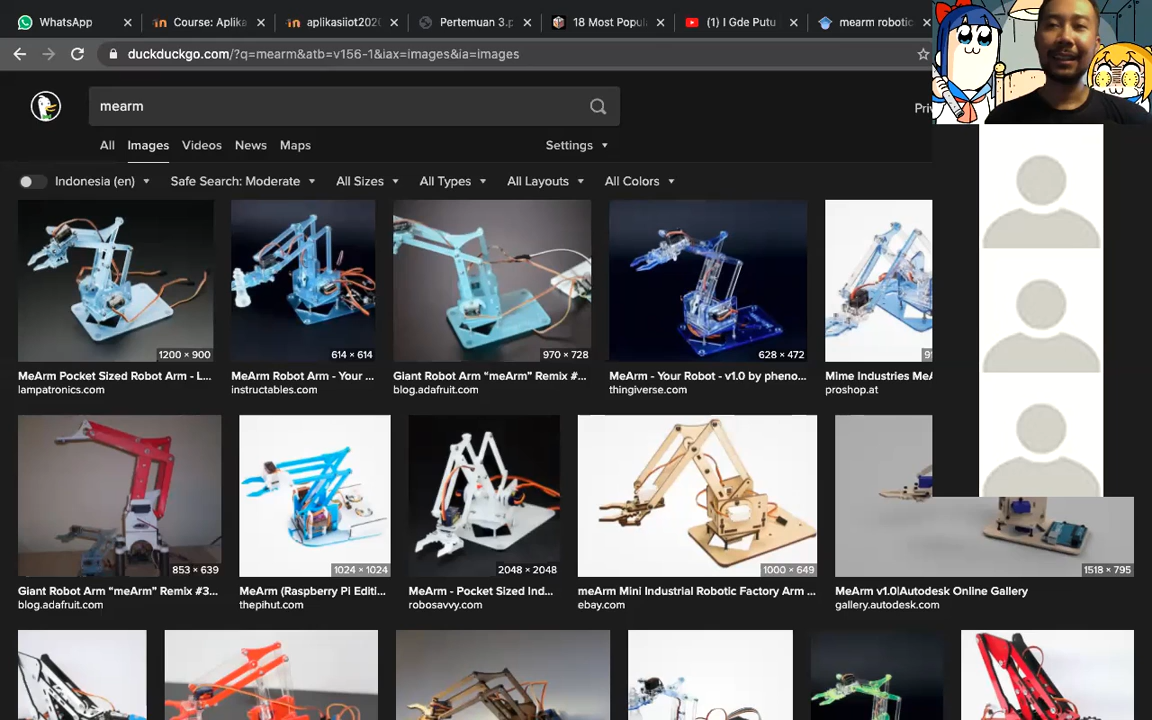 WhatsApp
Course: Aplika
aplikasiiot202
Pertemuan 3.p
18 Most Popul
(1) I Gde Putu
mearm robotic
duckduckgo.com/?q=mearm&atb=v156-1&iax=images&ia=images
mearm
Pri
All Images Videos News Maps Settings
Indonesia (en) Safe Search: Moderate All Sizes All Types All Layouts All Colors
1200 × 900
614 × 614
970 × 728
628 × 472
91
MeArm Pocket Sized Robot Arm - L...
lampatronics.com
MeArm Robot Arm - Your ...
instructables.com
Giant Robot Arm “meArm” Remix #...
blog.adafruit.com
MeArm - Your Robot - v1.0 by pheno...
thingiverse.com
Mime Industries MeA
proshop.at
853 × 639
1024 × 1024
2048 × 2048
1000 × 649
1518 × 795
Giant Robot Arm “meArm” Remix #3...
blog.adafruit.com
MeArm (Raspberry Pi Editi...
thepihut.com
MeArm - Pocket Sized Ind...
robosavvy.com
meArm Mini Industrial Robotic Factory Arm ...
ebay.com
MeArm v1.0|Autodesk Online Gallery
gallery.autodesk.com